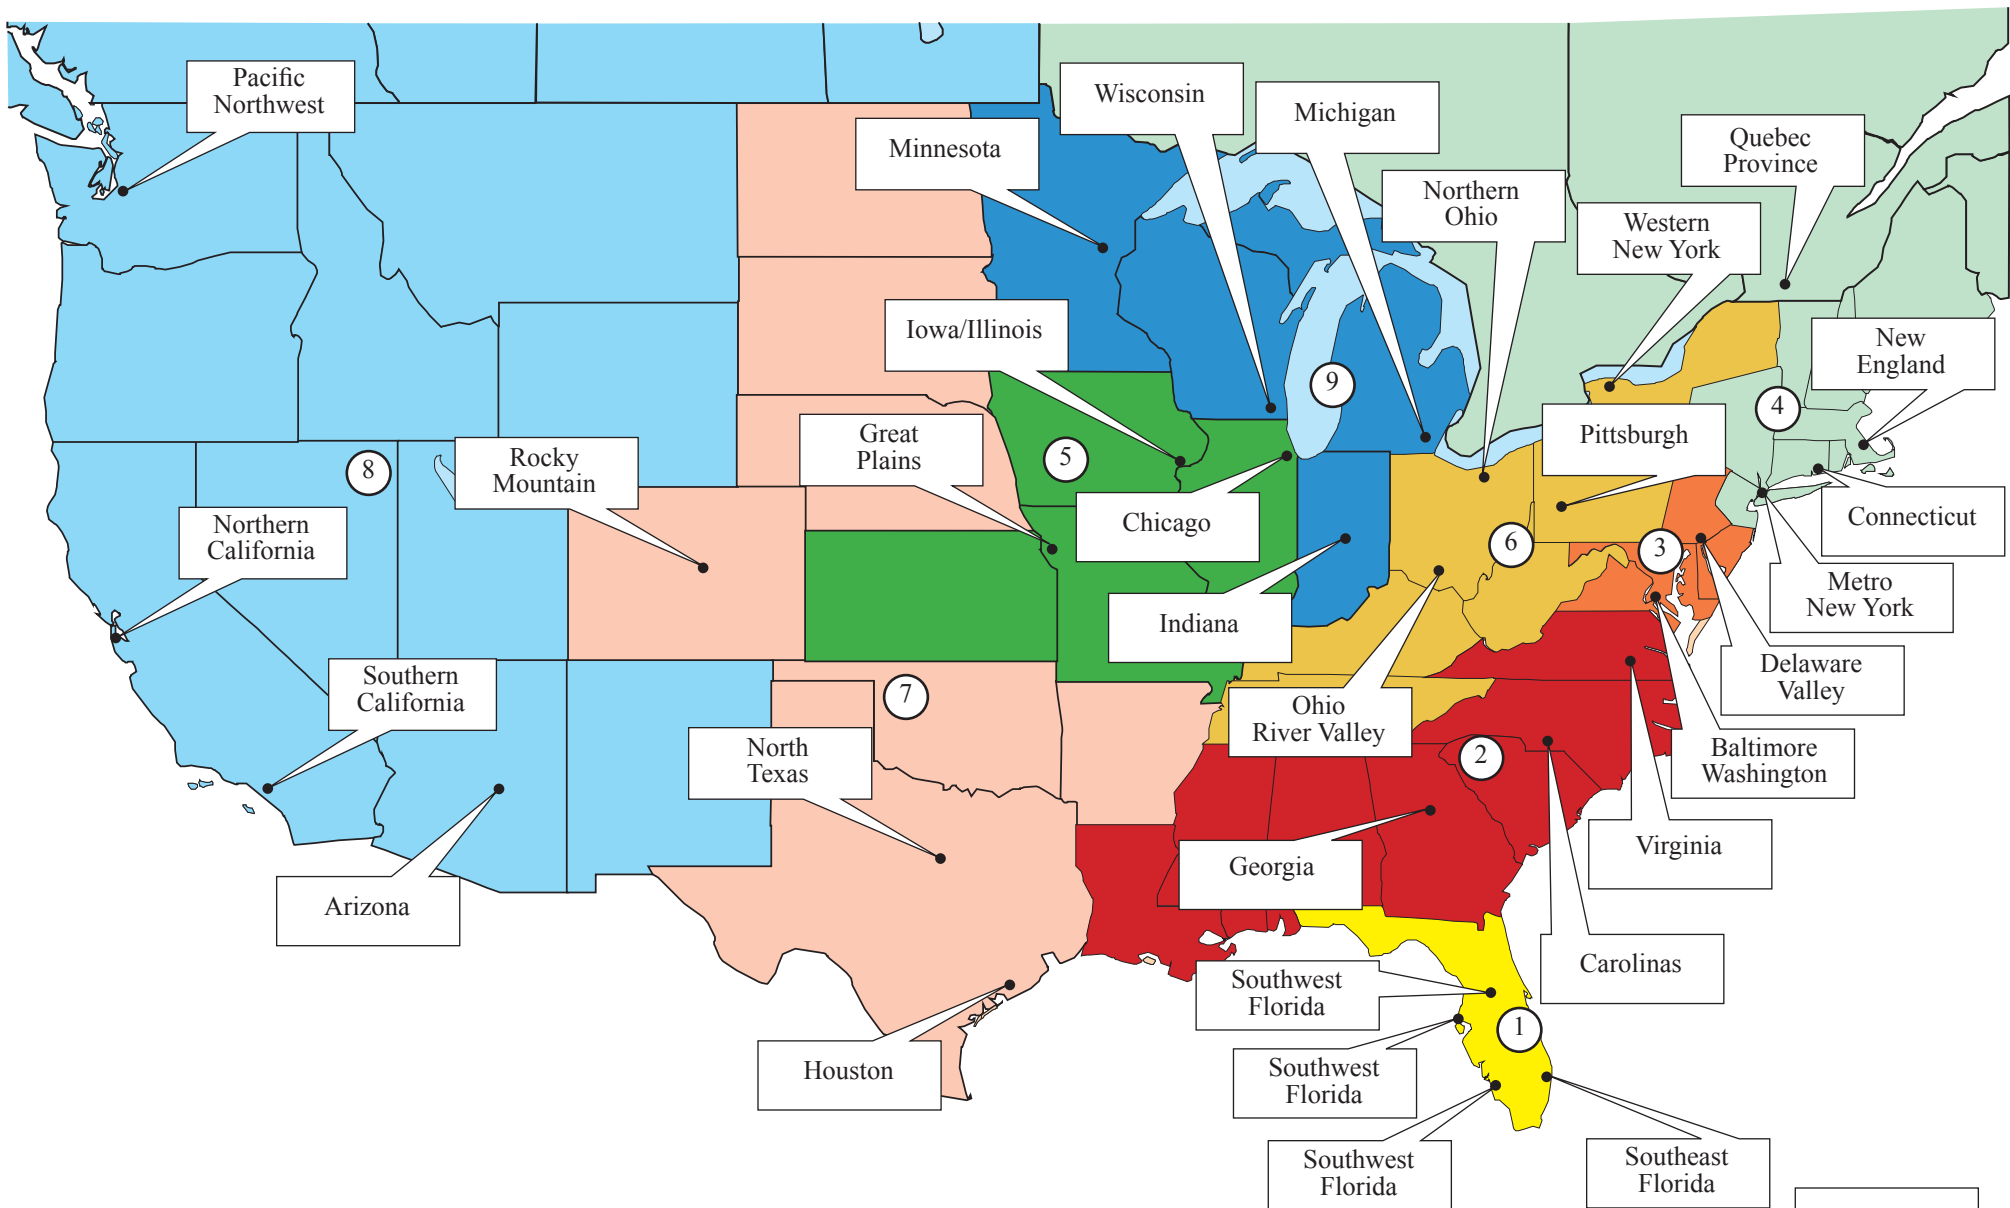 Pacific
Northwest
Wisconsin
Michigan
Minnesota
Quebec
Province
Northern
Ohio
Western
New York
Iowa/Illinois
New
England
9
4
Great
Plains
Pittsburgh
5
8
Rocky
Mountain
Chicago
Connecticut
Northern
California
6
3
Metro
New York
Indiana
Delaware
Valley
Southern
California
7
Ohio
River Valley
North
Texas
2
Baltimore
Washington
Virginia
Georgia
Arizona
Carolinas
Southwest
Florida
1
Houston
Southwest
Florida
Southwest
Florida
Southeast
Florida